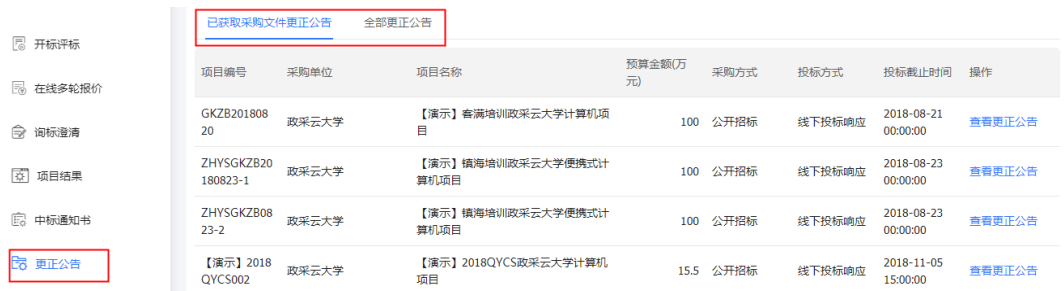 已获取采购文件更正公告 全部更正公告
开标评标
在线多轮报价
询标澄清
项目结果
中标通知书
更正公告
项目编号 采购单位 项目名称 预算金额(万 采购方式 投标方式 投标截止时间 操作
元)
GKZB201808 政采云大学 【演示】客满培训政采云大学计算机项 100 公开招标 线下投标响应 2018-08-21 查看更正公告
20 目 00:00:00
ZHYSGKZB20 政采云大学 【演示】镇海培训政采云大学便携式计 100 公开招标 线下投标响应 2018-08-23 查看更正公告
180823-1 算机项目 00:00:00
ZHYSGKZB08 政采云大学 【演示】镇海培训政采云大学便携式计 100 公开招标 线下投标响应 2018-08-23 查看更正公告
23-2 算机项目 00:00:00
【演示】2018 政采云大学 【演示】2018QYCS政采云大学计算机 15.5 公开招标 线下投标响应 2018-11-05 查看更正公告
QYCS002 项目 15:00:00